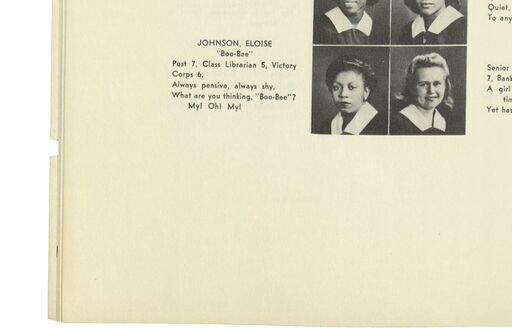 JOHNSON, ELOISE
"Boo-Bee"
Post 7, Class Librarian 5, Victory
Corps 6.
Always pensive, always shy,
What are you thinking, "Boo-Bee"?
My! Oh! My!
Quiet,
To any
Senior
7, Bank
A girl
tim
Yet has